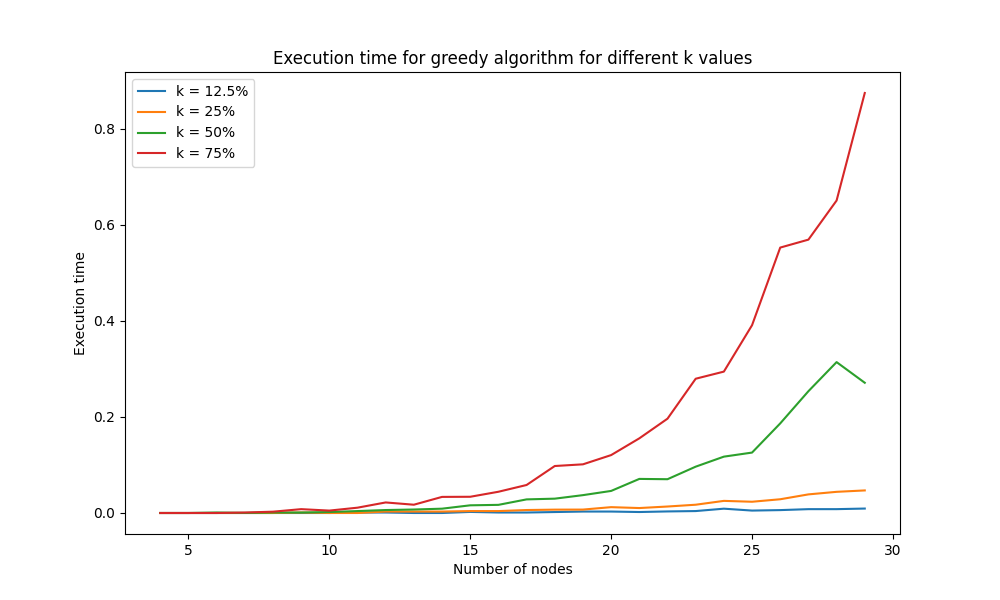 Execution time for greedy algorithm for different k values
k = 12.5%
k = 25%
k = 50%
k = 75%
0.8
0.6
0.4
0.2
0.0
Execution time
5 10 15 20 25 30
Number of nodes